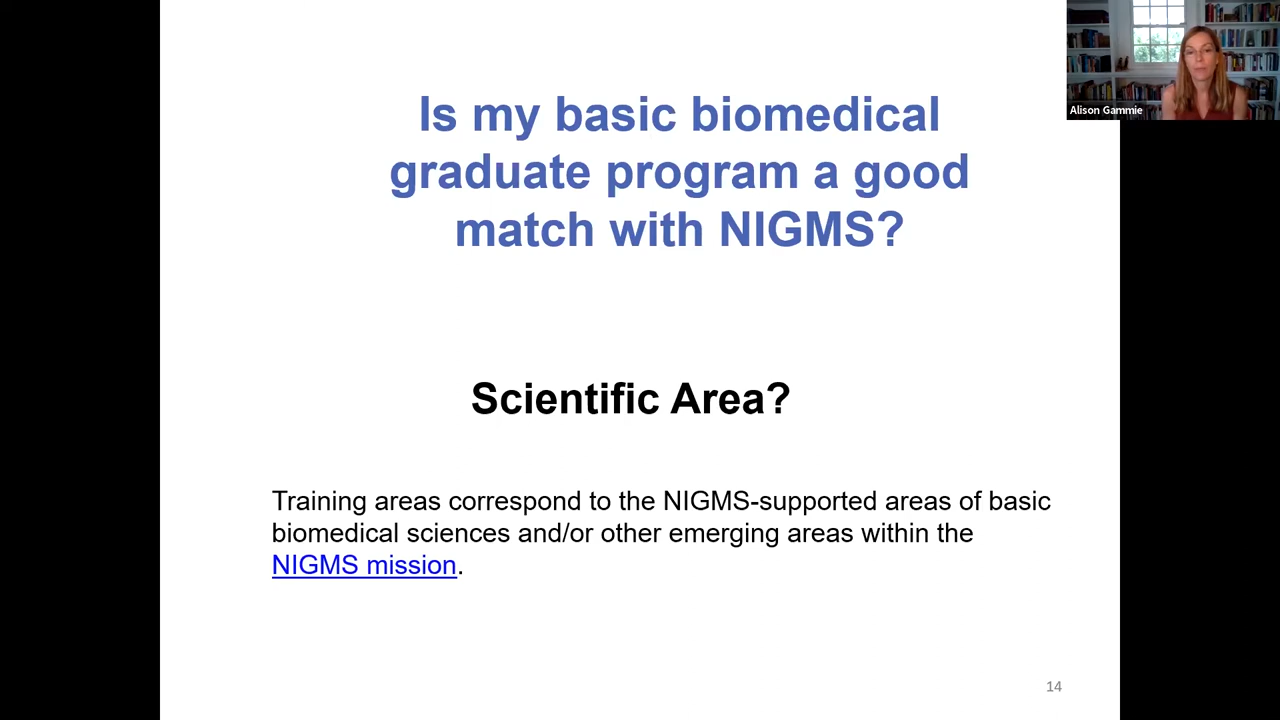 Is my basic biomedical
graduate program a good
match with NIGMS?
Alison Gammie
Scientific Area?
Training areas correspond to the NIGMS-supported areas of basic
biomedical sciences and/or other emerging areas within the
NIGMS mission.
14